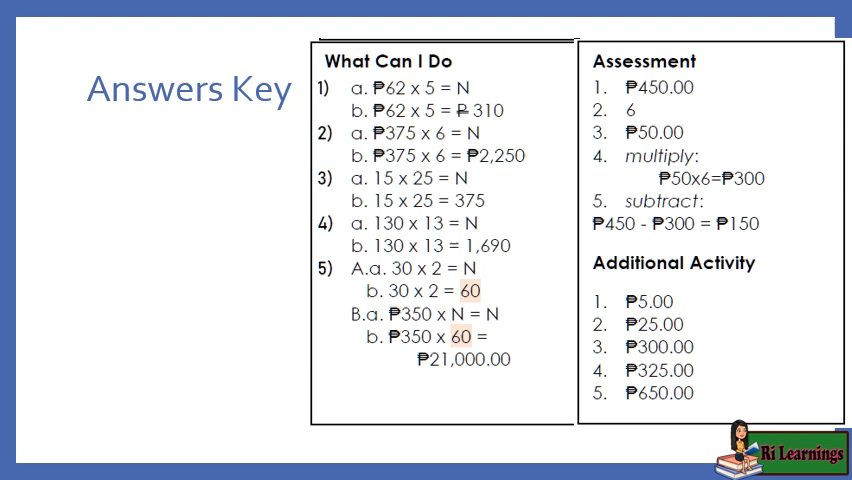 Answers Key
What Can I Do
1) a. ₱62 x 5 = N
b. ₱62 x 5 = ₱ 310
2) a. ₱375 x 6 = N
b. ₱375 x 6 = ₱2,250
3) a. 15 x 25 = N
b. 15 x 25 = 375
4) a. 130 x 13 = N
b. 130 x 13 = 1,690
5) A.a. 30 x 2 = N
b. 30 x 2 = 60
B.a. ₱350 x N = N
b. ₱350 x 60 =
₱21,000.00
Assessment
1. ₱450.00
2. 6
3. ₱50.00
4. multiply:
₱50x6=₱300
5. subtract:
₱450 - ₱300 = ₱150
Additional Activity
1. ₱5.00
2. ₱25.00
3. ₱300.00
4. ₱325.00
5. ₱650.00
Ri Learnings